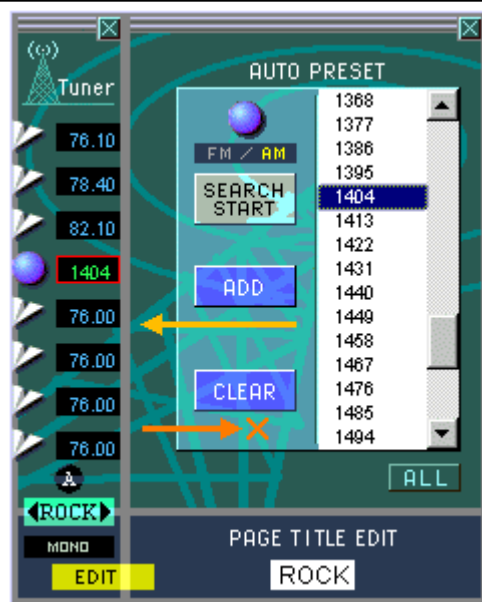 Tuner
76.10
78.40
82.10
1404
76.00
76.00
76.00
76.00
A
ROCK
MONO
EDIT
AUTO PRESET
FM / AM
SEARCH
START
ADD
CLEAR
1368
1377
1386
1395
1404
1413
1422
1431
1440
1449
1458
1467
1476
1485
1494
ALL
PAGE TITLE EDIT
ROCK